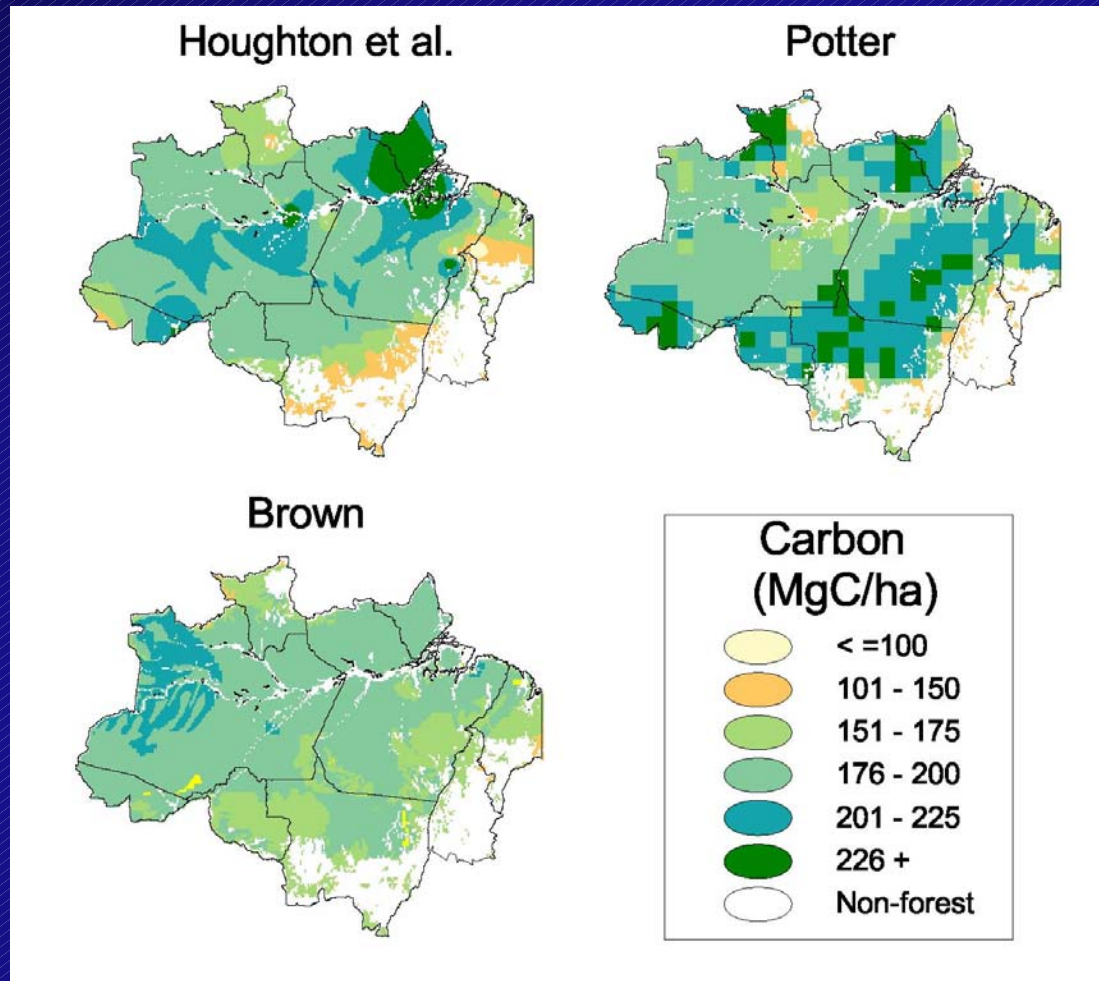 Houghton et al.
Potter
Brown
Carbon
(MgC/ha)
< =100
101 - 150
151 - 175
176 - 200
201 - 225
226 +
Non-forest